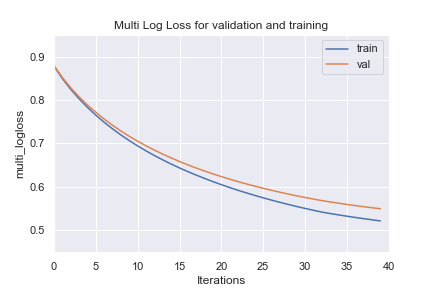 Multi Log Loss for validation and training
train
val
multi_logloss
0.9
0.8
0.7
0.6
0.5
0 5 10 15 20 25 30 35 40
Iterations